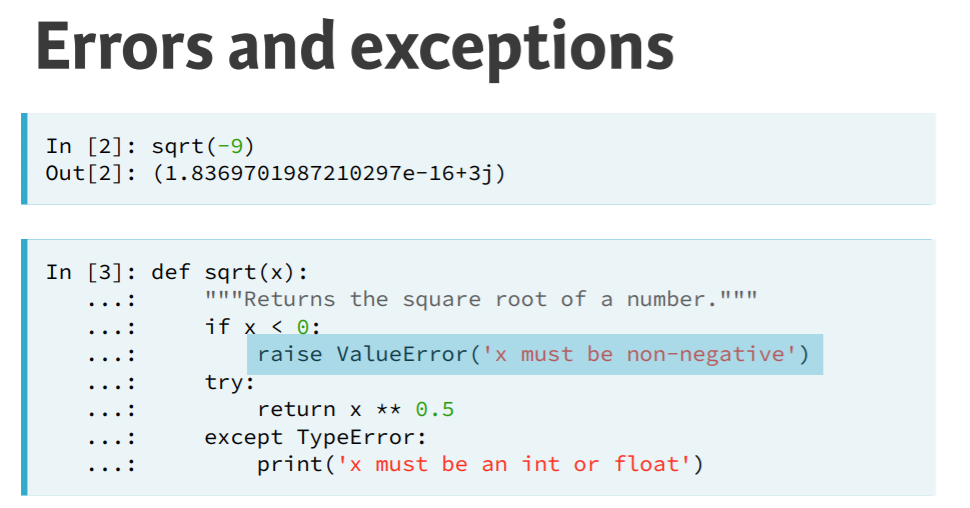 Errors and exceptions
In [2]: sqrt(-9)
Out[2]: (1.8369701987210297e-16+3j)
In [3]: def sqrt(x):
   ...:     """Returns the square root of a number."""
   ...:     if x < 0:
   ...:         raise ValueError('x must be non-negative')
   ...:     try:
   ...:         return x ** 0.5
   ...:     except TypeError:
   ...:         print('x must be an int or float')